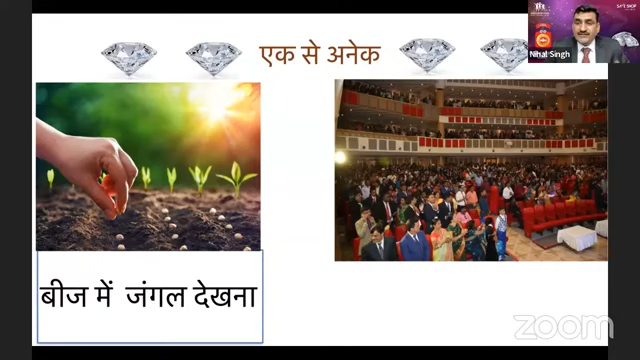 एक से अनेक
Nihal Singh
बीज में जंगल देखना
zoom